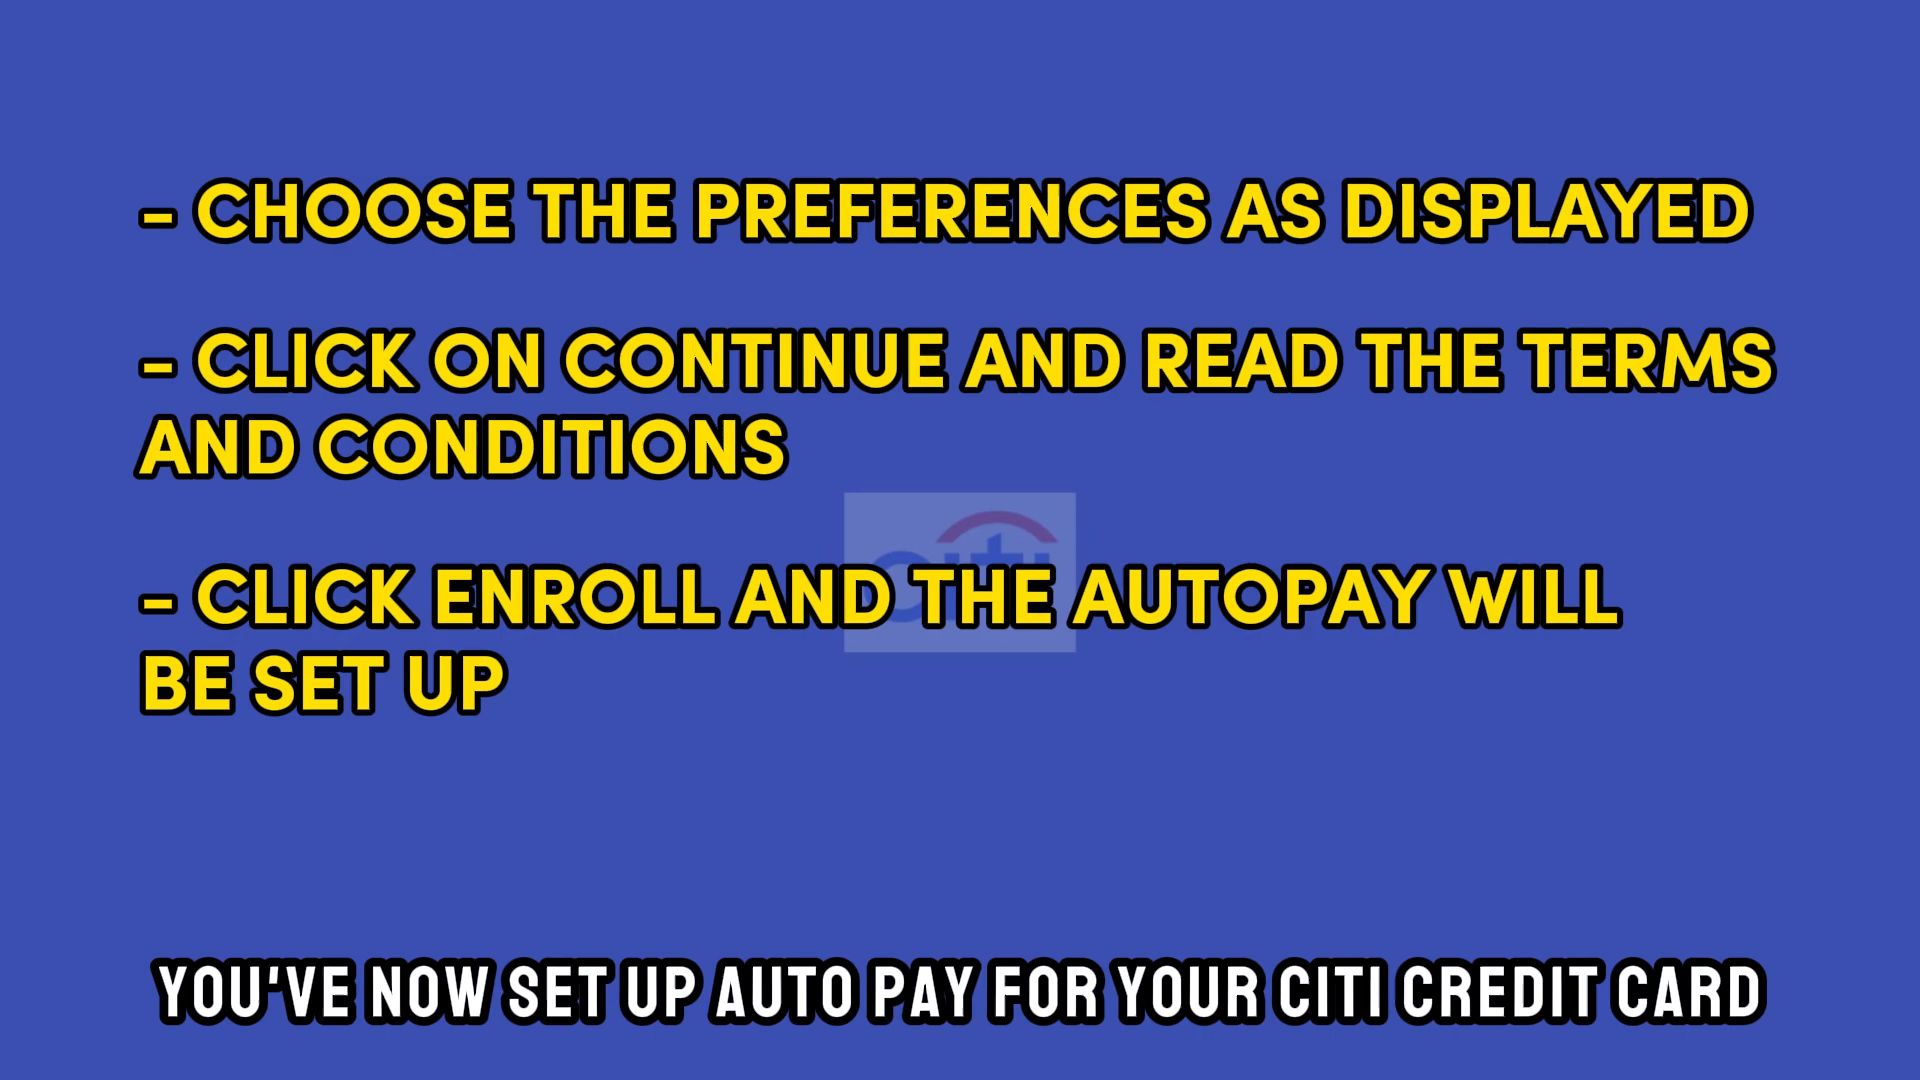 - CHOOSE THE PREFERENCES AS DISPLAYED
- CLICK ON CONTINUE AND READ THE TERMS
AND CONDITIONS
citi
- CLICK ENROLL AND THE AUTOPAY WILL
BE SET UP
YOU'VE NOW SET UP AUTO PAY FOR YOUR CITI CREDIT CARD